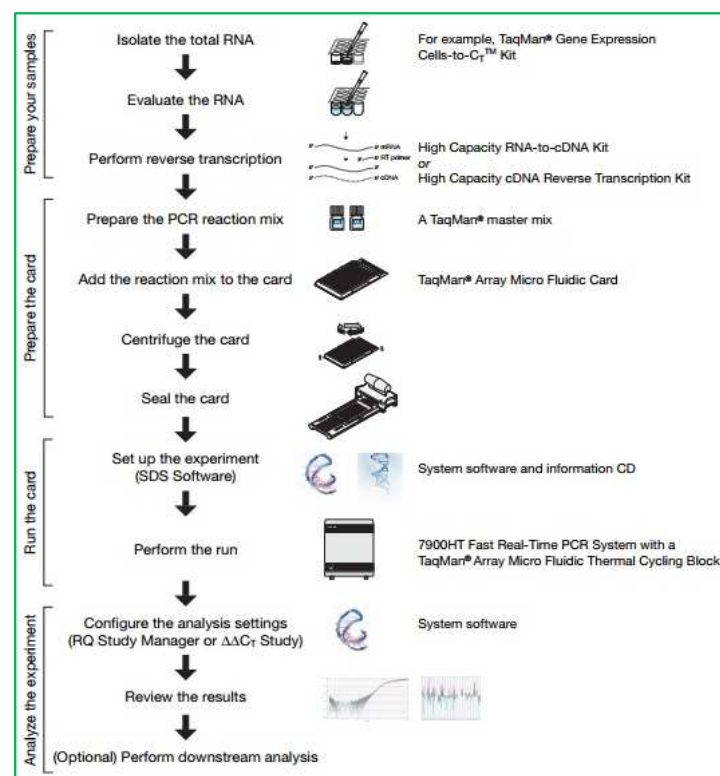 Prepare your samples
Isolate the total RNA
For example, TaqMan® Gene Expression
Cells-to-CT™ Kit
Evaluate the RNA
Perform reverse transcription
mRNA
RT primer
cDNA
High Capacity RNA-to-cDNA Kit
or
High Capacity cDNA Reverse Transcription Kit
Prepare the card
Prepare the PCR reaction mix
A TaqMan® master mix
Add the reaction mix to the card
TaqMan® Array Micro Fluidic Card
Centrifuge the card
Seal the card
Run the card
Set up the experiment
(SDS Software)
System software and information CD
Perform the run
7900HT Fast Real-Time PCR System with a
TaqMan® Array Micro Fluidic Thermal Cycling Block
Analyze the experiment
Configure the analysis settings
(RQ Study Manager or ΔΔCT Study)
System software
Review the results
(Optional) Perform downstream analysis